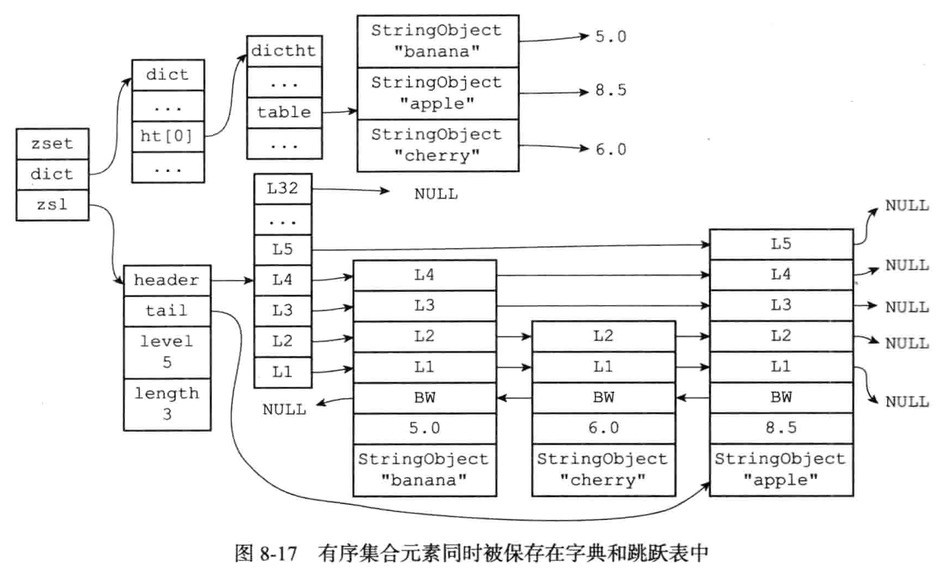 zset
dict
zsl
dict
...
ht[0]
...
dictht
...
table
...
StringObject
"banana"
StringObject
"apple"
StringObject
"cherry"
5.0
8.5
6.0
header
tail
level
5
length
3
L32
...
L5
L4
L3
L2
L1
NULL
NULL
L4
L3
L2
L1
BW
5.0
StringObject
"banana"
L2
L1
BW
6.0
StringObject
"cherry"
L5
L4
L3
L2
L1
BW
8.5
StringObject
"apple"
NULL
NULL
NULL
NULL
NULL
图 8-17 有序集合元素同时被保存在字典和跳跃表中